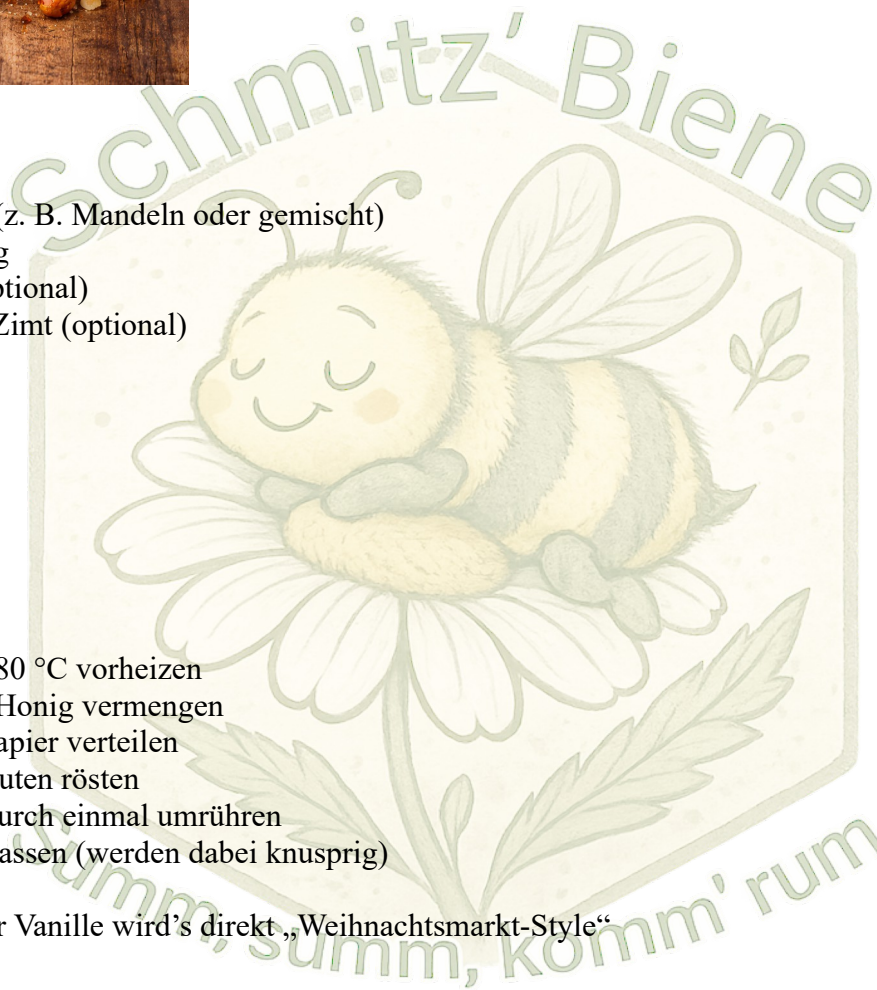 Schmitz’ Biene
(z. B. Mandeln oder gemischt)
g
ptional)
Zimt (optional)
80 °C vorheizen
Honig vermengen
apier verteilen
uten rösten
urch einmal umrühren
assen (werden dabei knusprig)
r Vanille wird’s direkt „Weihnachtsmarkt-Style“
Summ, summ, komm’ rum